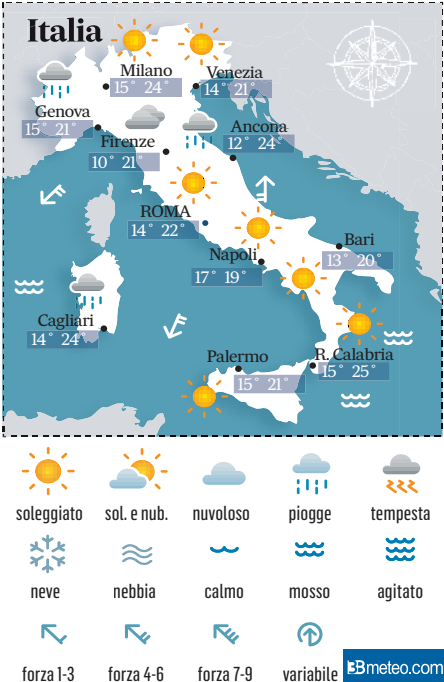 Italia
Milano
15° 24°
Venezia
14° 21°
Genova
15° 21°
Firenze
10° 21°
Ancona
12° 24°
ROMA
14° 22°
Napoli
17° 19°
Bari
13° 20°
Cagliari
14° 24°
Palermo
15° 21°
R. Calabria
15° 25°
soleggiato sol. e nub. nuvoloso piogge tempesta
neve nebbia calmo mosso agitato
forza 1-3 forza 4-6 forza 7-9 variabile
3Bmeteo.com